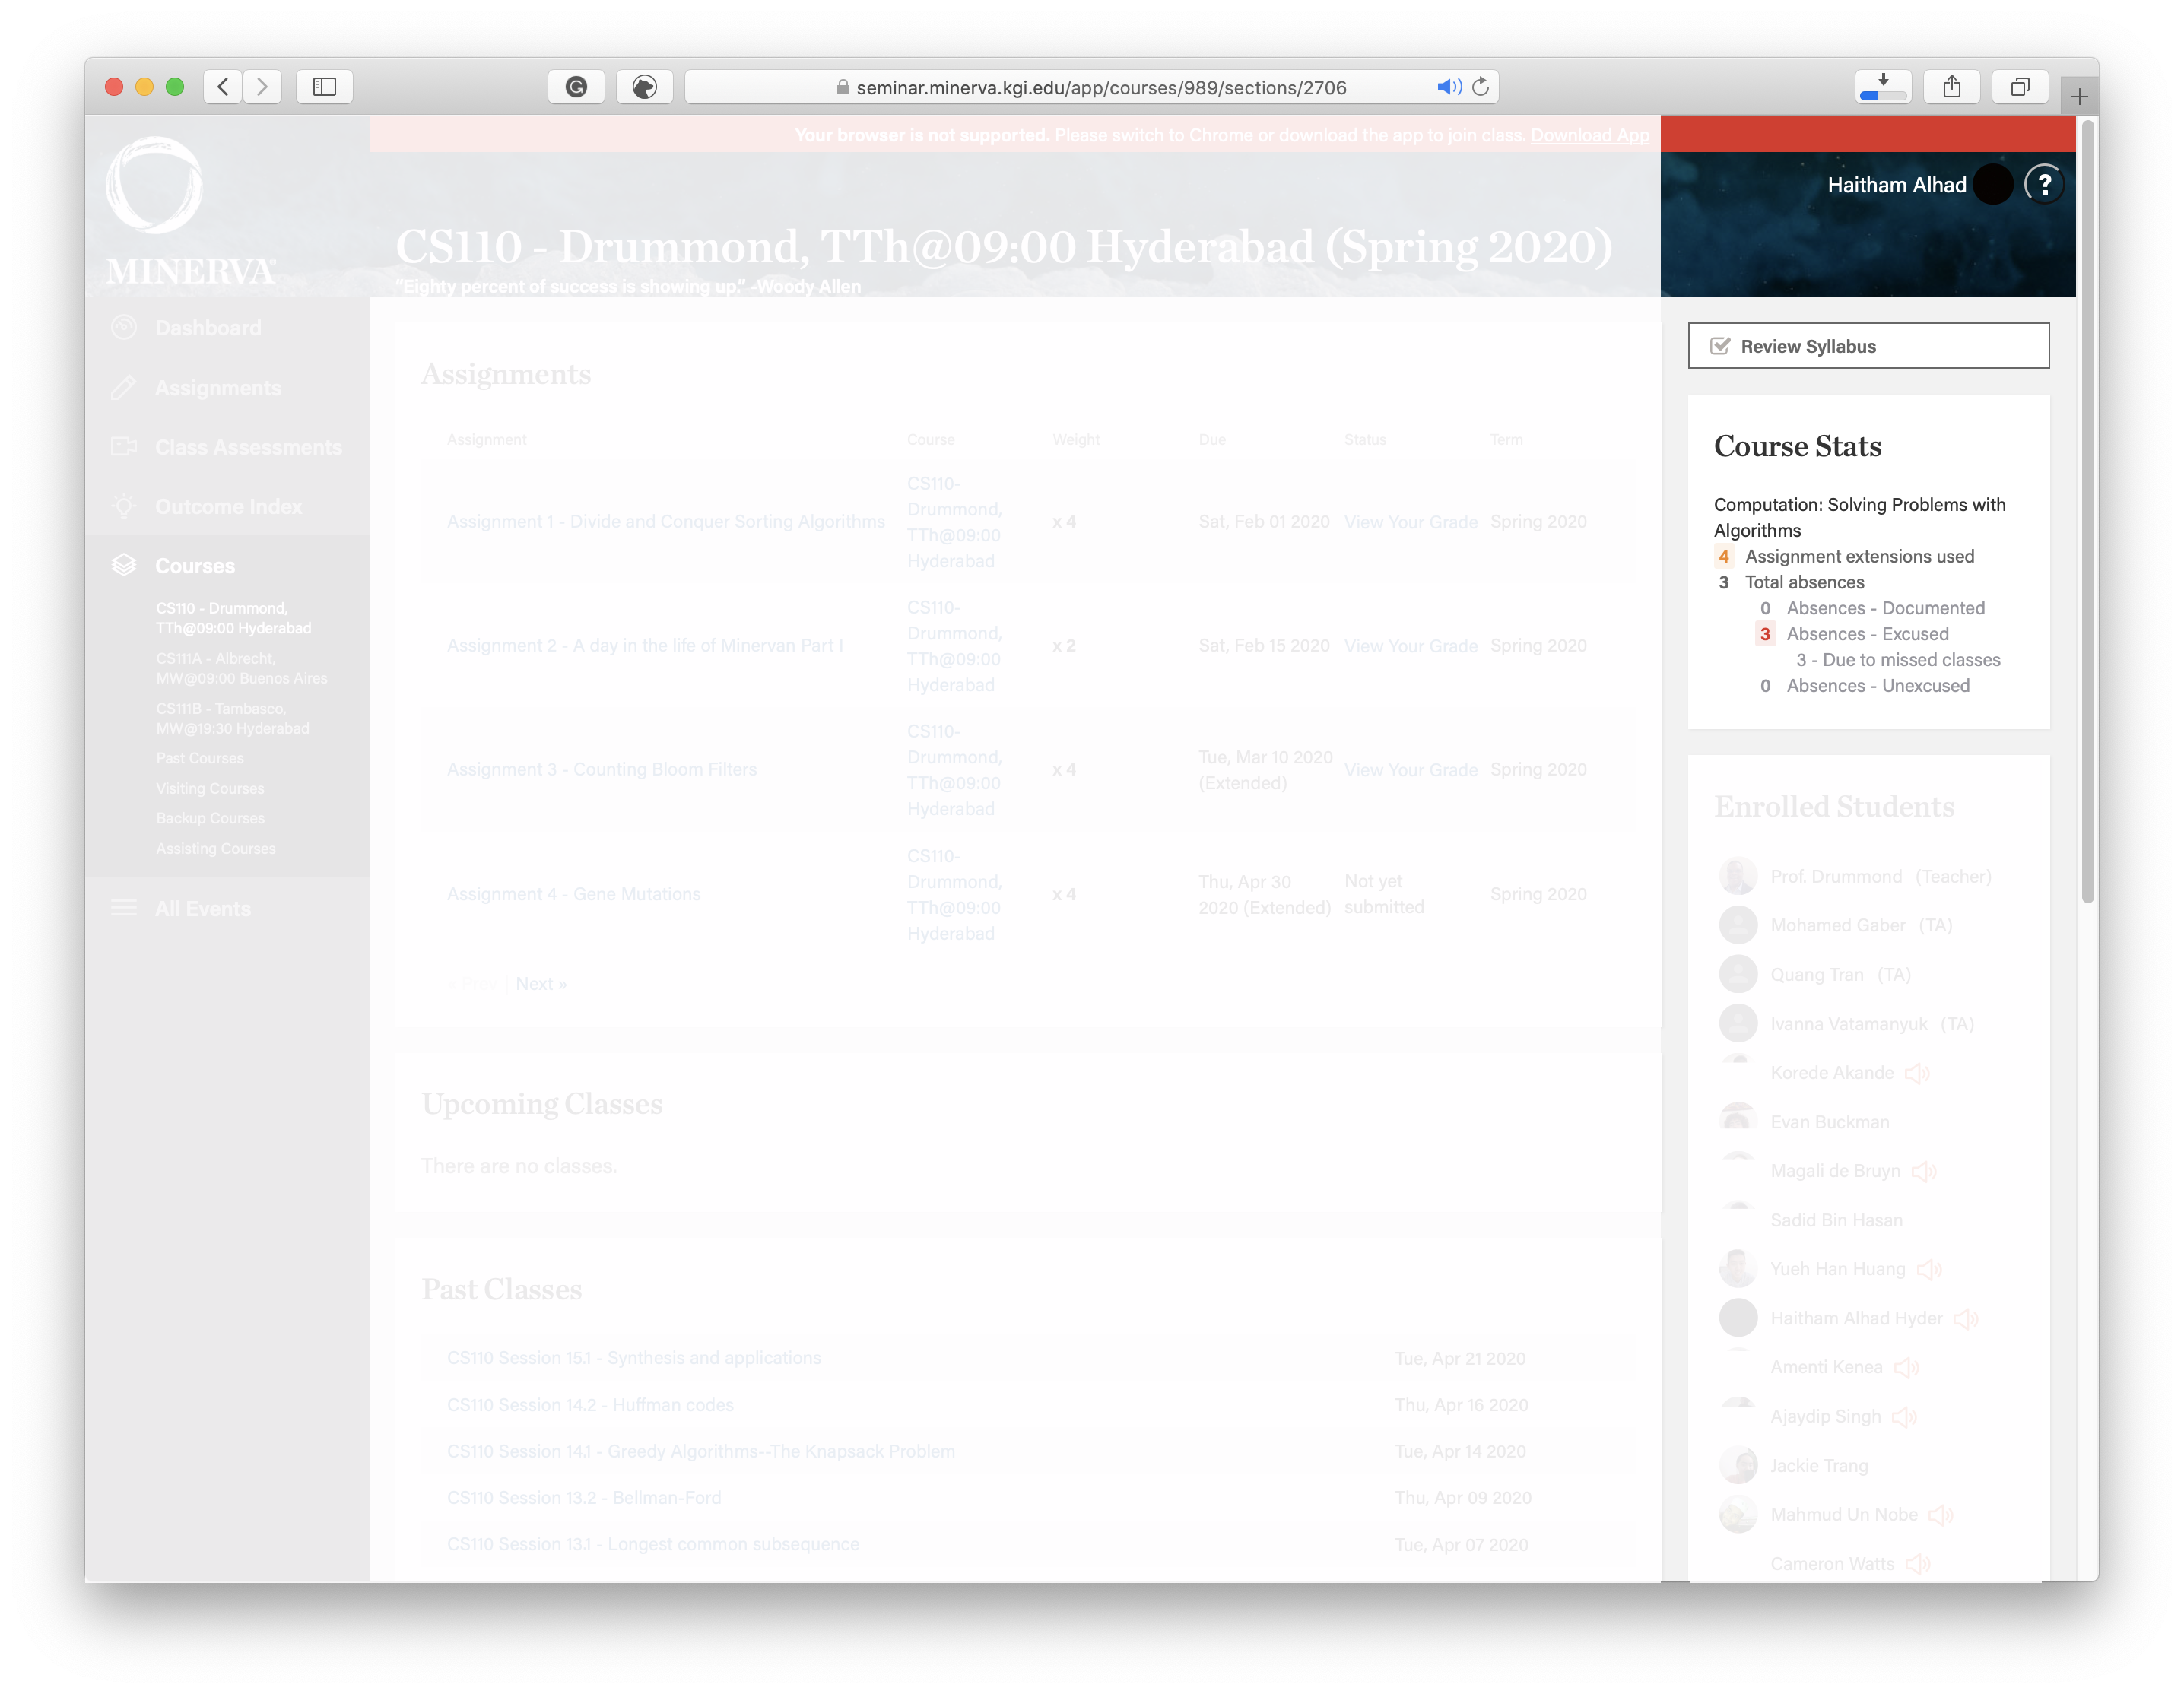 seminar.minerva.kgi.edu/app/courses/989/sections/2706
Your browser is not supported. Please switch to Chrome or download the app to join class. Download App
MINERVA
Haitham Alhad
?
CS110 - Drummond, TTh@09:00 Hyderabad (Spring 2020)
"Eighty percent of success is showing up." -Woody Allen
Dashboard
Assignments
Class Assessments
Outcome Index
Courses
CS110 - Drummond,
TTh@09:00 Hyderabad
CS111A - Albrecht,
MW@09:00 Buenos Aires
CS111B - Tambasco,
MW@19:30 Hyderabad
Past Courses
Visiting Courses
Backup Courses
Assisting Courses
All Events
Assignments
Assignment Course Weight Due Status Term
CS110-
Drummond,
Assignment 1 - Divide and Conquer Sorting Algorithms x 4 Sat, Feb 01 2020 View Your Grade Spring 2020
TTh@09:00
Hyderabad
CS110-
Drummond,
Assignment 2 - A day in the life of Minervan Part I x 2 Sat, Feb 15 2020 View Your Grade Spring 2020
TTh@09:00
Hyderabad
CS110-
Drummond, Tue, Mar 10 2020
Assignment 3 - Counting Bloom Filters x 4 View Your Grade Spring 2020
TTh@09:00 (Extended)
Hyderabad
CS110-
Drummond, Thu, Apr 30 Not yet
Assignment 4 - Gene Mutations x 4 Spring 2020
TTh@09:00 2020 (Extended) submitted
Hyderabad
« Prev | Next »
Upcoming Classes
There are no classes.
Past Classes
CS110 Session 15.1 - Synthesis and applications Tue, Apr 21 2020
CS110 Session 14.2 - Huffman codes Thu, Apr 16 2020
CS110 Session 14.1 - Greedy Algorithms--The Knapsack Problem Tue, Apr 14 2020
CS110 Session 13.2 - Bellman-Ford Thu, Apr 09 2020
CS110 Session 13.1 - Longest common subsequence Tue, Apr 07 2020
Review Syllabus
Course Stats
Computation: Solving Problems with
Algorithms
4 Assignment extensions used
3 Total absences
0 Absences - Documented
3 Absences - Excused
3 - Due to missed classes
0 Absences - Unexcused
Enrolled Students
Prof. Drummond (Teacher)
Mohamed Gaber (TA)
Quang Tran (TA)
Ivanna Vatamanyuk (TA)
Korede Akande
Evan Buckman
Magali de Bruyn
Sadid Bin Hasan
Yueh Han Huang
Haitham Alhad Hyder
Amenti Kenea
Ajaydip Singh
Jackie Trang
Mahmud Un Nobe
Cameron Watts